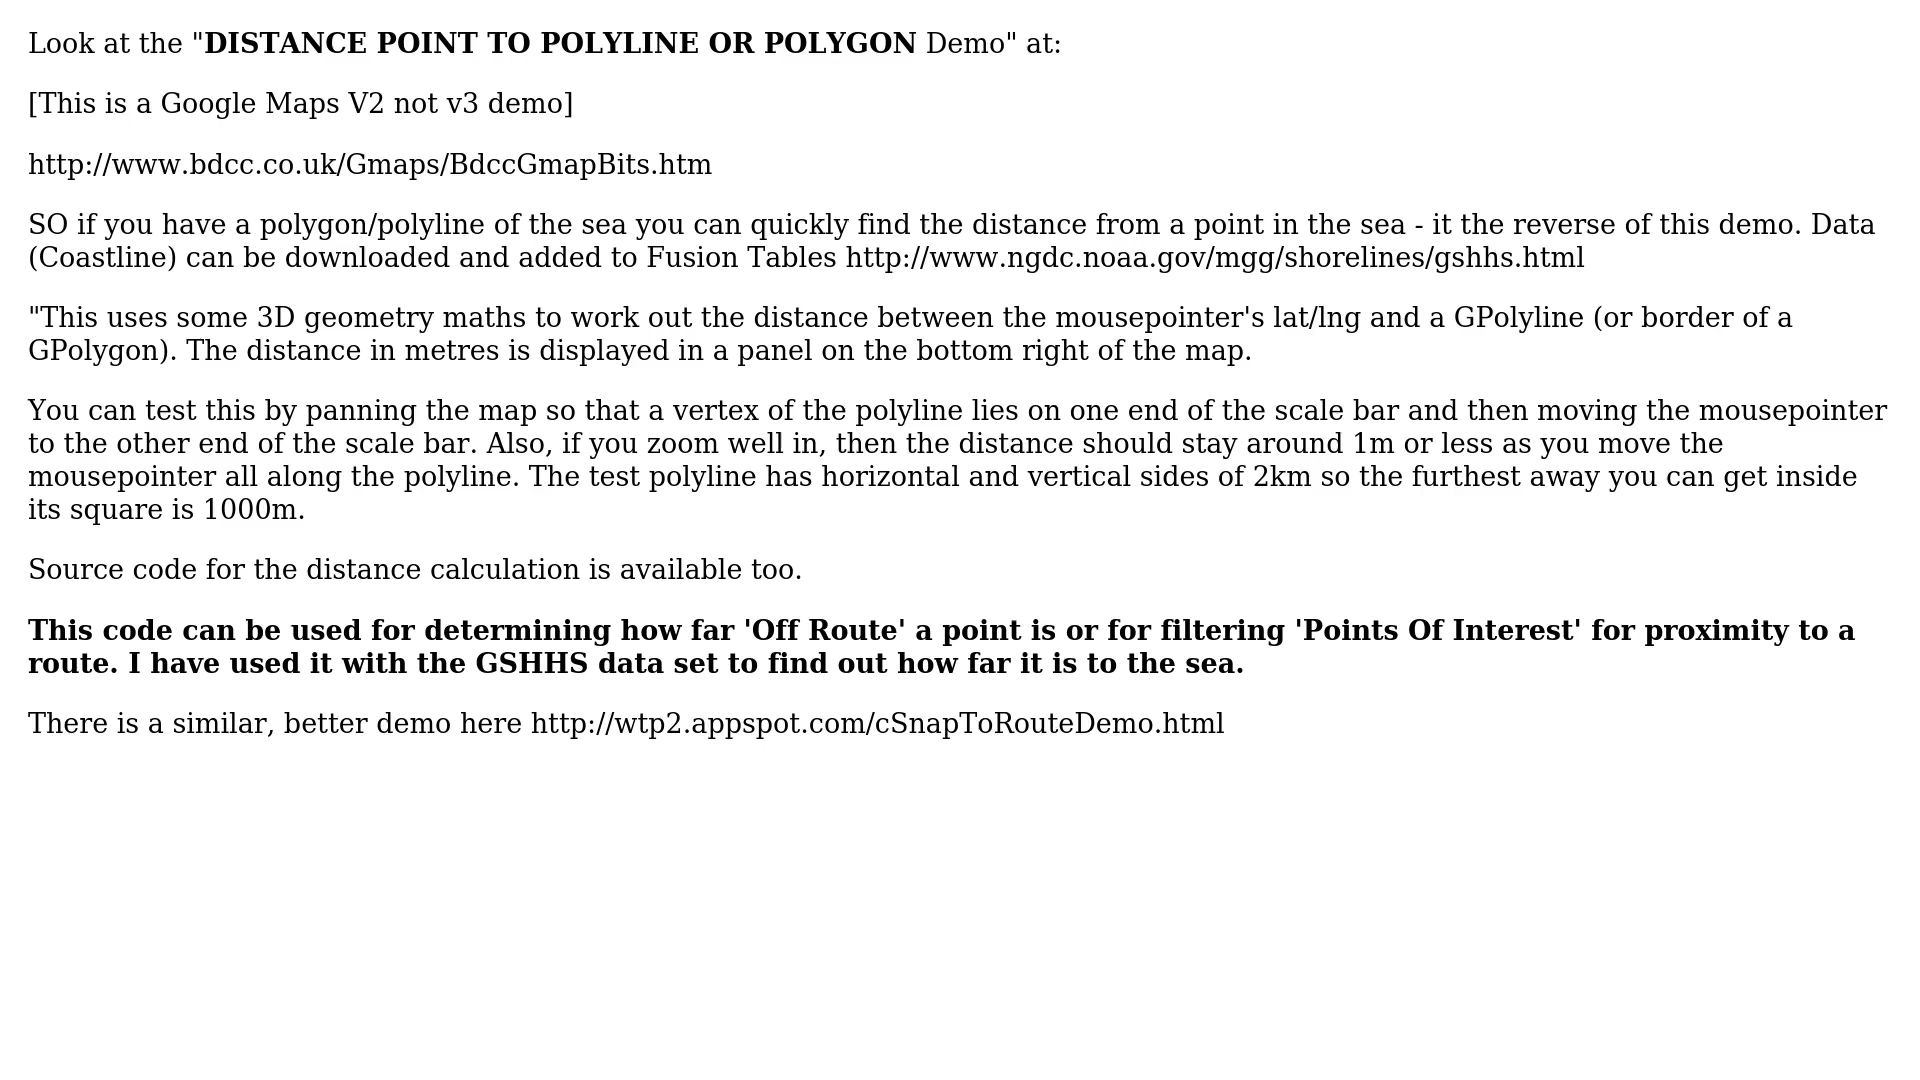 Look at the "DISTANCE POINT TO POLYLINE OR POLYGON Demo" at:
[This is a Google Maps V2 not v3 demo]
http://www.bdcc.co.uk/Gmaps/BdccGmapBits.htm
SO if you have a polygon/polyline of the sea you can quickly find the distance from a point in the sea - it the reverse of this demo. Data
(Coastline) can be downloaded and added to Fusion Tables http://www.ngdc.noaa.gov/mgg/shorelines/gshhs.html
"This uses some 3D geometry maths to work out the distance between the mousepointer's lat/lng and a GPolyline (or border of a
GPolygon). The distance in metres is displayed in a panel on the bottom right of the map.
You can test this by panning the map so that a vertex of the polyline lies on one end of the scale bar and then moving the mousepointer
to the other end of the scale bar. Also, if you zoom well in, then the distance should stay around 1m or less as you move the
mousepointer all along the polyline. The test polyline has horizontal and vertical sides of 2km so the furthest away you can get inside
its square is 1000m.
Source code for the distance calculation is available too.
This code can be used for determining how far 'Off Route' a point is or for filtering 'Points Of Interest' for proximity to a
route. I have used it with the GSHHS data set to find out how far it is to the sea.
There is a similar, better demo here http://wtp2.appspot.com/cSnapToRouteDemo.html